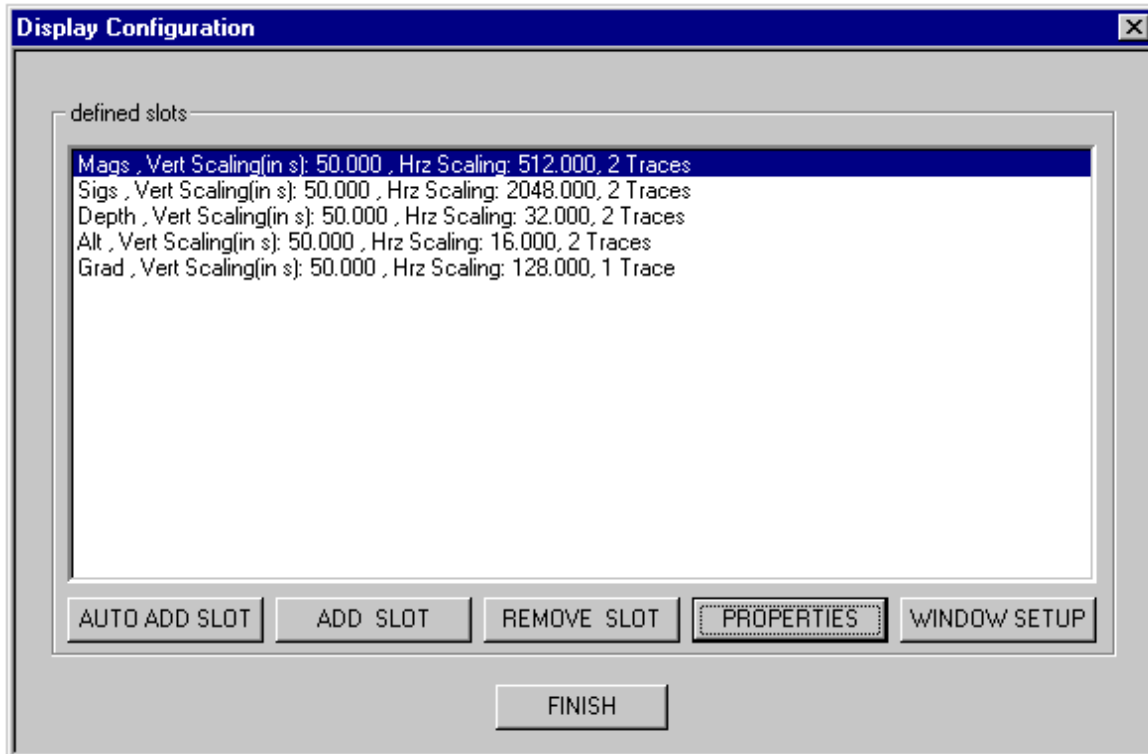 Display Configuration
defined slots
Mags , Vert Scaling(in s): 50.000 , Hrz Scaling: 512.000, 2 Traces
Sigs , Vert Scaling(in s): 50.000 , Hrz Scaling: 2048.000, 2 Traces
Depth , Vert Scaling(in s): 50.000 , Hrz Scaling: 32.000, 2 Traces
Alt , Vert Scaling(in s): 50.000 , Hrz Scaling: 16.000, 2 Traces
Grad , Vert Scaling(in s): 50.000 , Hrz Scaling: 128.000, 1 Trace
AUTO ADD SLOT ADD SLOT REMOVE SLOT PROPERTIES WINDOW SETUP
FINISH